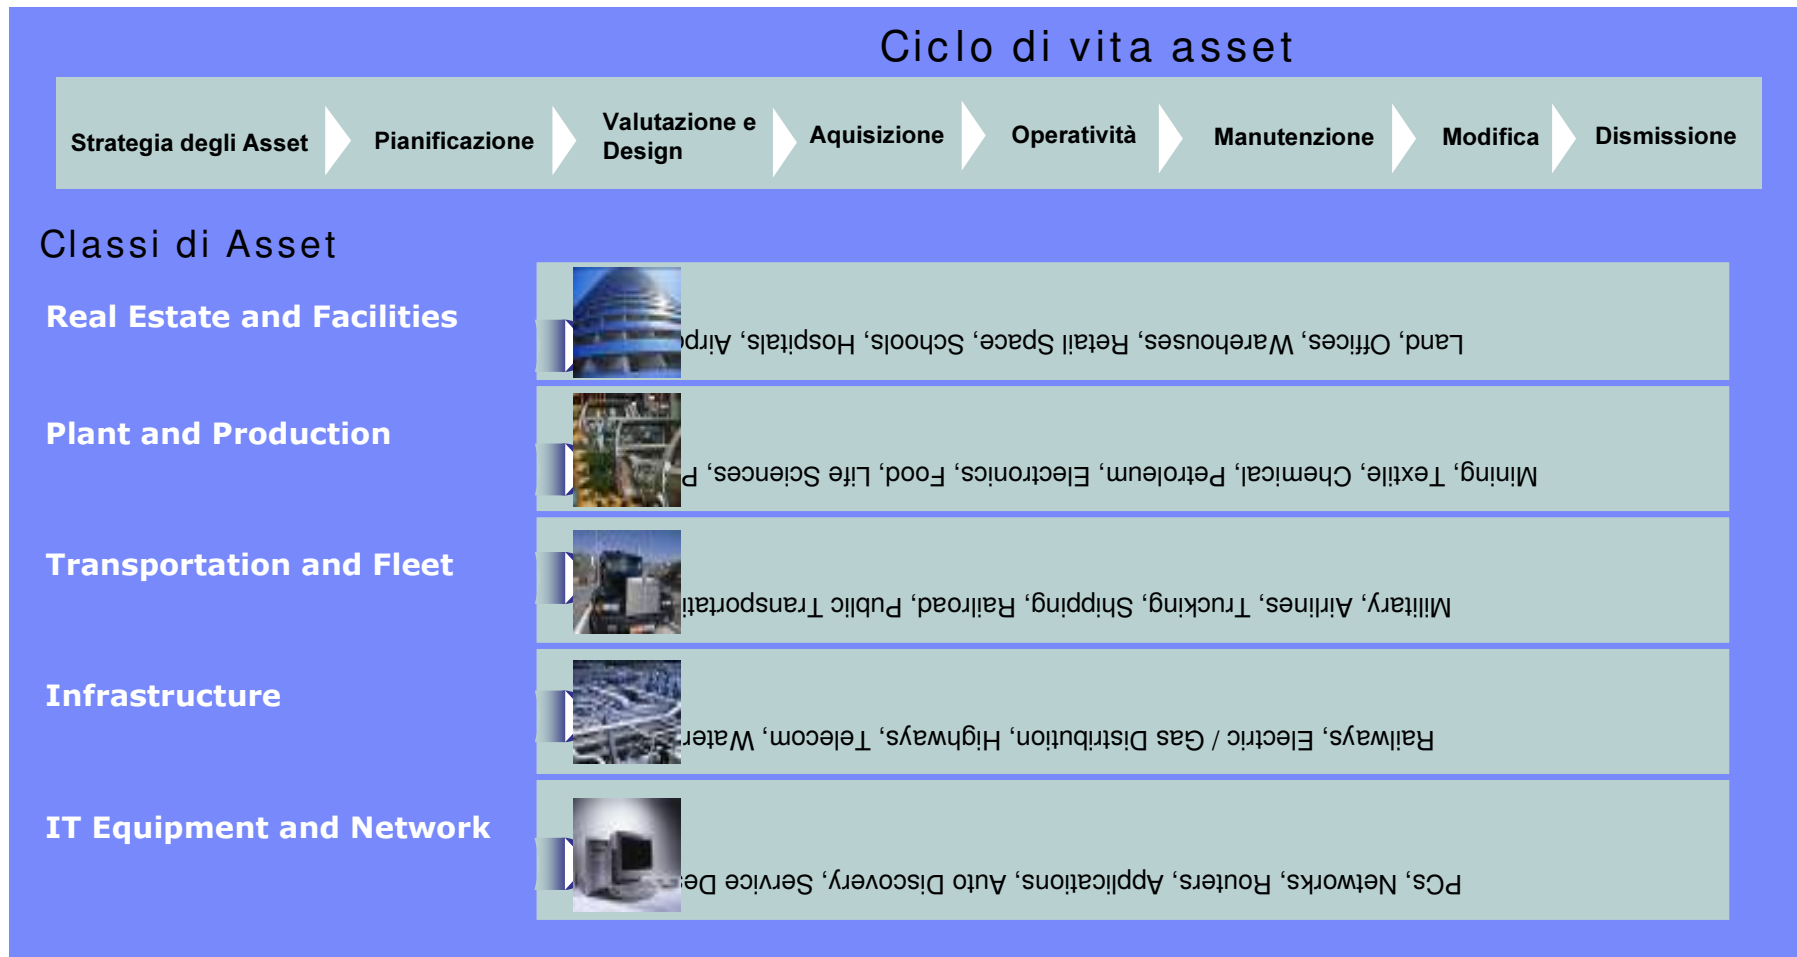 Ciclo di vita asset
Strategia degli Asset
Pianificazione
Valutazione e
Design
Aquisizione
Operatività
Manutenzione
Modifica
Dismissione
Classi di Asset
Real Estate and Facilities
Land, Offices, Warehouses, Retail Space, Schools, Hospitals,
Plant and Production
Mining, Textile, Chemical, Petroleum, Electronics, Food, Life Sciences,
Transportation and Fleet
Military, Airlines, Trucking, Shipping, Railroad, Public
Infrastructure
Railways, Electric / Gas Distribution, Highways, Telecom, Water
IT Equipment and Network
PCs, Networks, Routers, Applications, Auto Discovery, Service